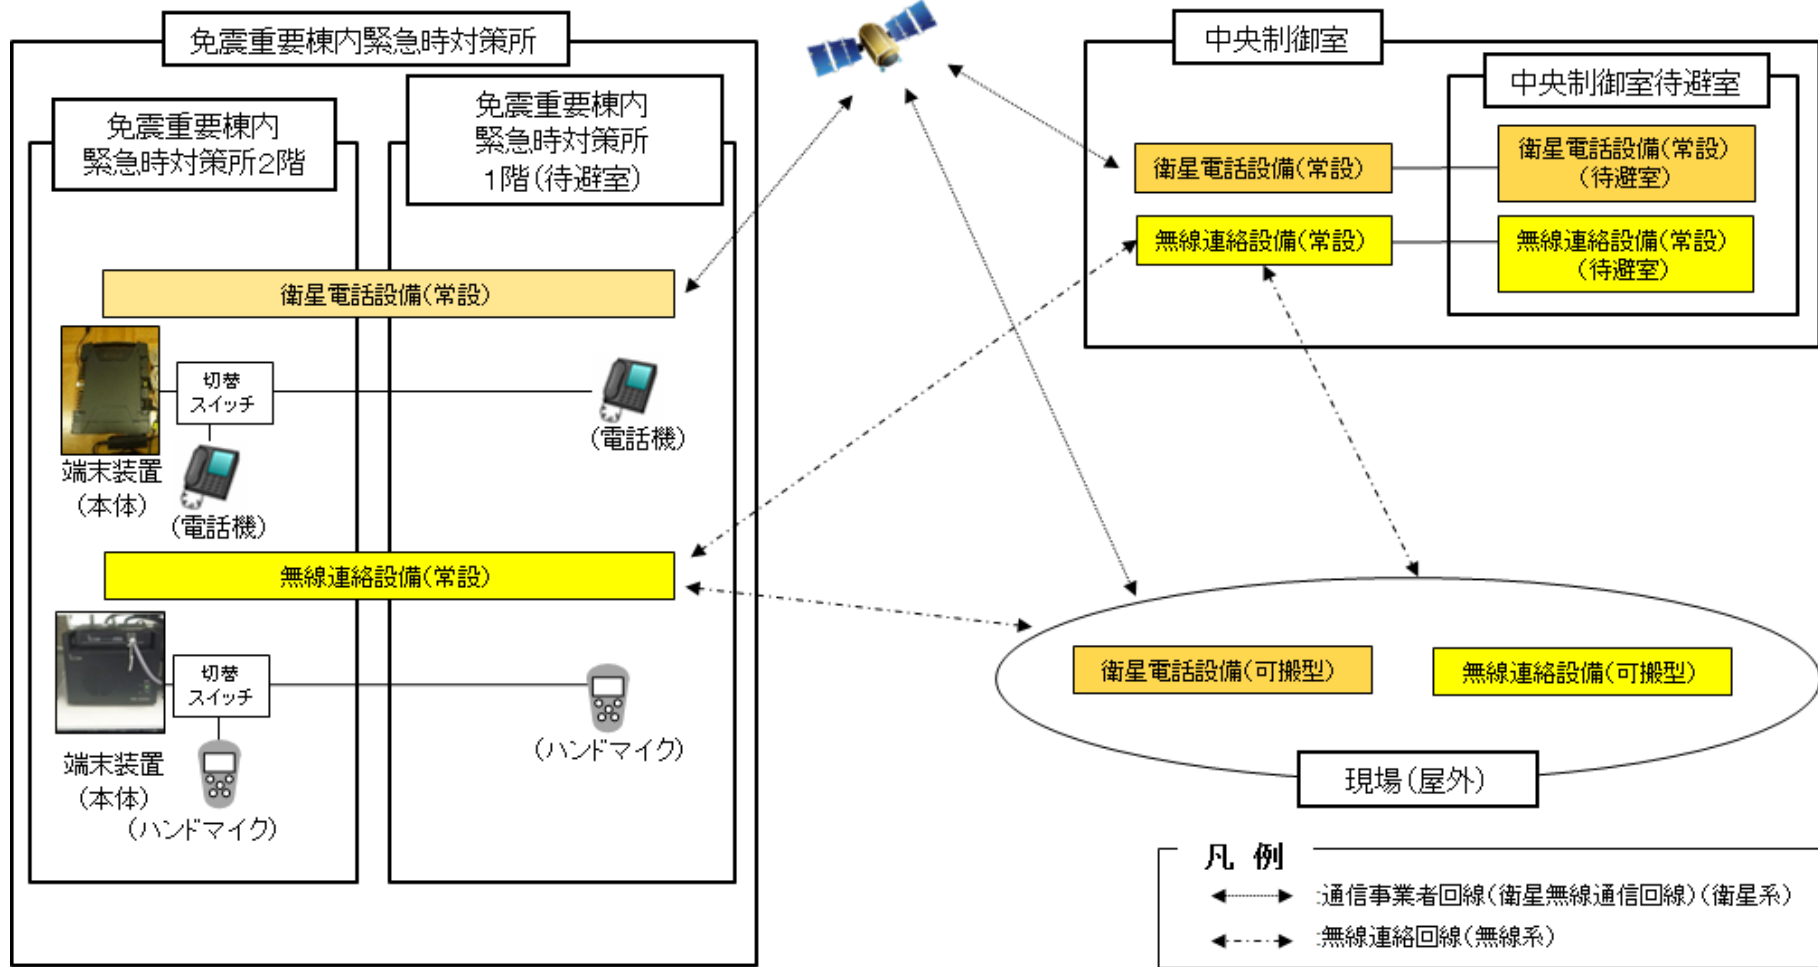 免震重要棟内緊急時対策所
免震重要棟内
緊急時対策所2階
免震重要棟内
緊急時対策所
1階(待避室)
衛星電話設備(常設)
切替
スイッチ
端末装置
(本体)
(電話機)
(電話機)
無線連絡設備(常設)
切替
スイッチ
端末装置
(本体)
(ハンドマイク)
(ハンドマイク)
中央制御室
中央制御室待避室
衛星電話設備(常設)
衛星電話設備(常設)
(待避室)
無線連絡設備(常設)
無線連絡設備(常設)
(待避室)
衛星電話設備(可搬型)
無線連絡設備(可搬型)
現場(屋外)
凡 例
:通信事業者回線(衛星無線通信回線)(衛星系)
:無線連絡回線(無線系)